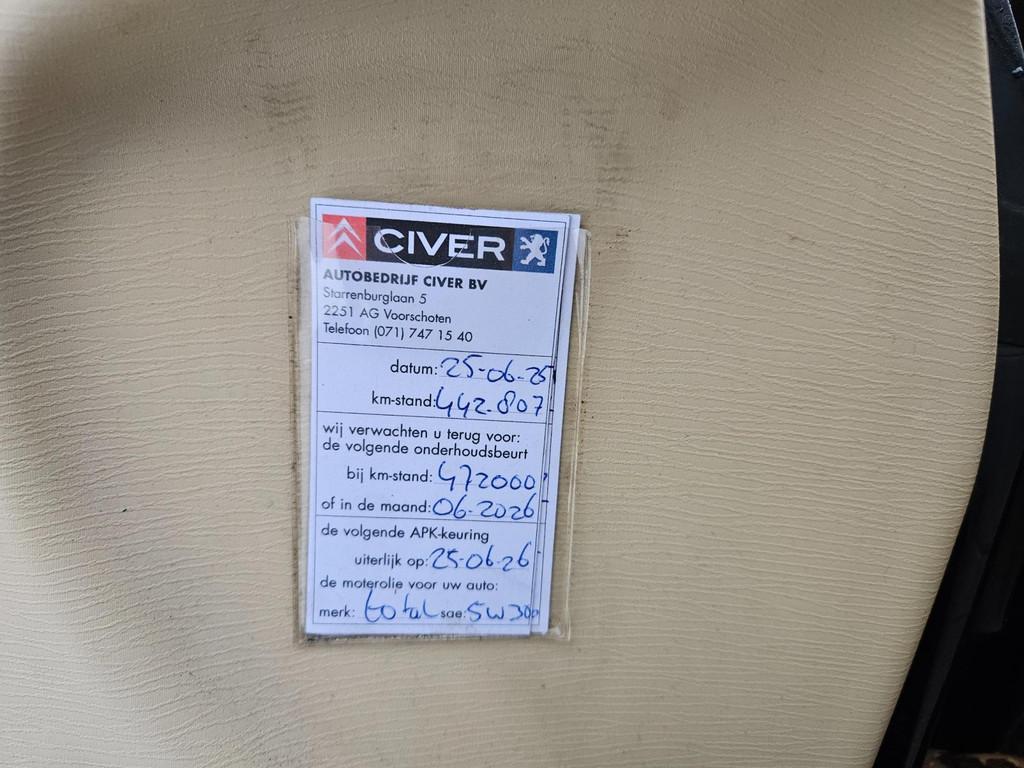 CIVER
AUTOBEDRIJF CIVER BV
Starrenburglaan 5
2251 AG Voorschoten
Telefoon (071) 747 15 40
datum: 25-06-25
km-stand: 442.807
wij verwachten u terug voor:
de volgende onderhoudsbeurt
bij km-stand: 472000
of in de maand: 06-2026
de volgende APK-keuring
uiterlijk op: 25-06-26
de moterolie voor uw auto:
merk: total sae: 5W30